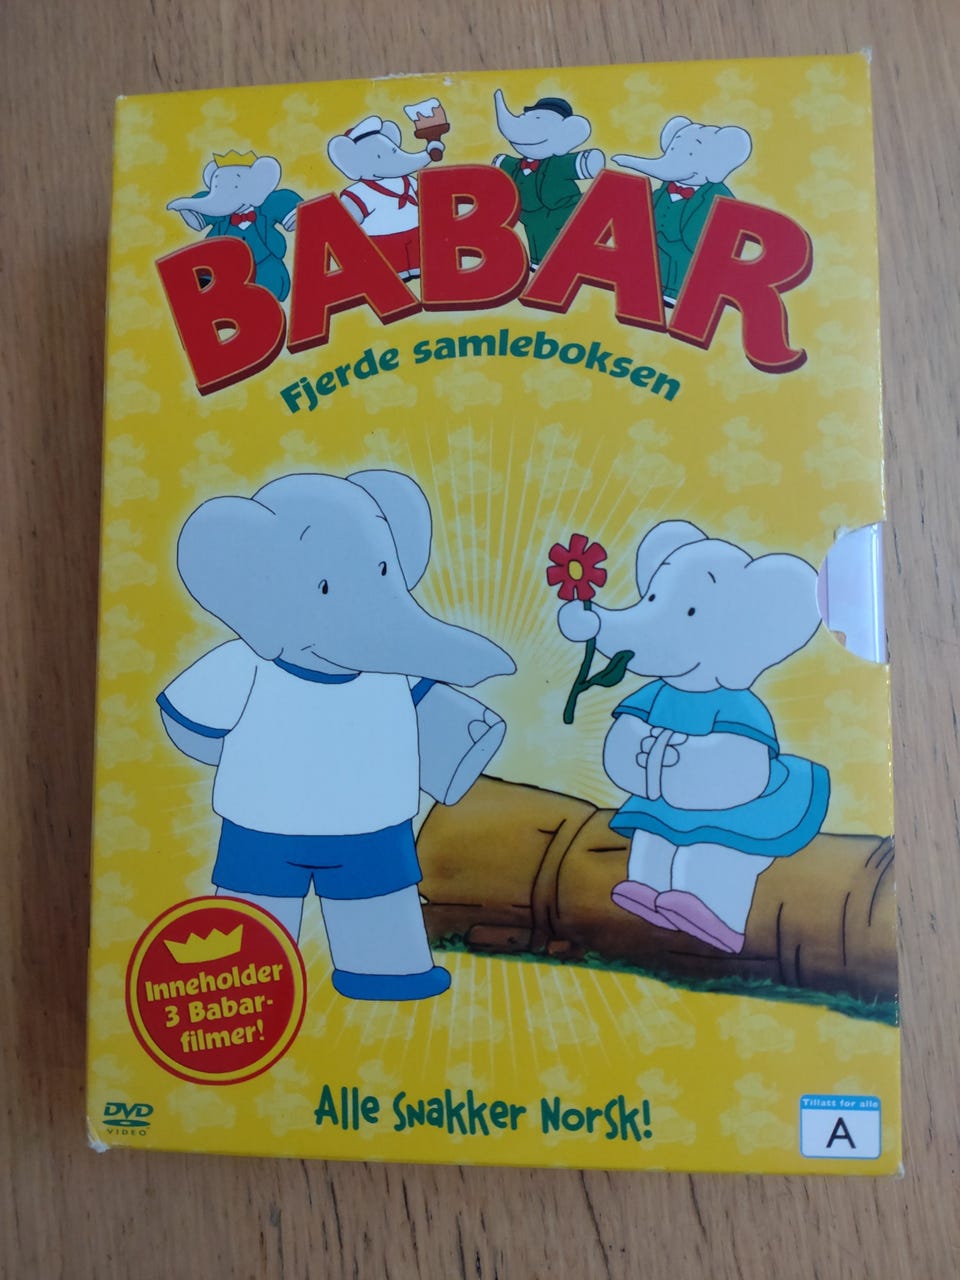 BABAR
Fjerde samleboksen
Inneholder
3 Babar-
filmer!
Alle snakker Norsk!
DVD
VIDEO
Tillatt for alle
A